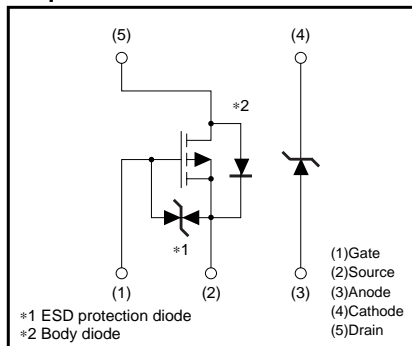 (5) (4)
∗2
∗1
(1) (2) (3)
(1)Gate
(2)Source
(3)Anode
(4)Cathode
(5)Drain
∗1 ESD protection diode
∗2 Body diode